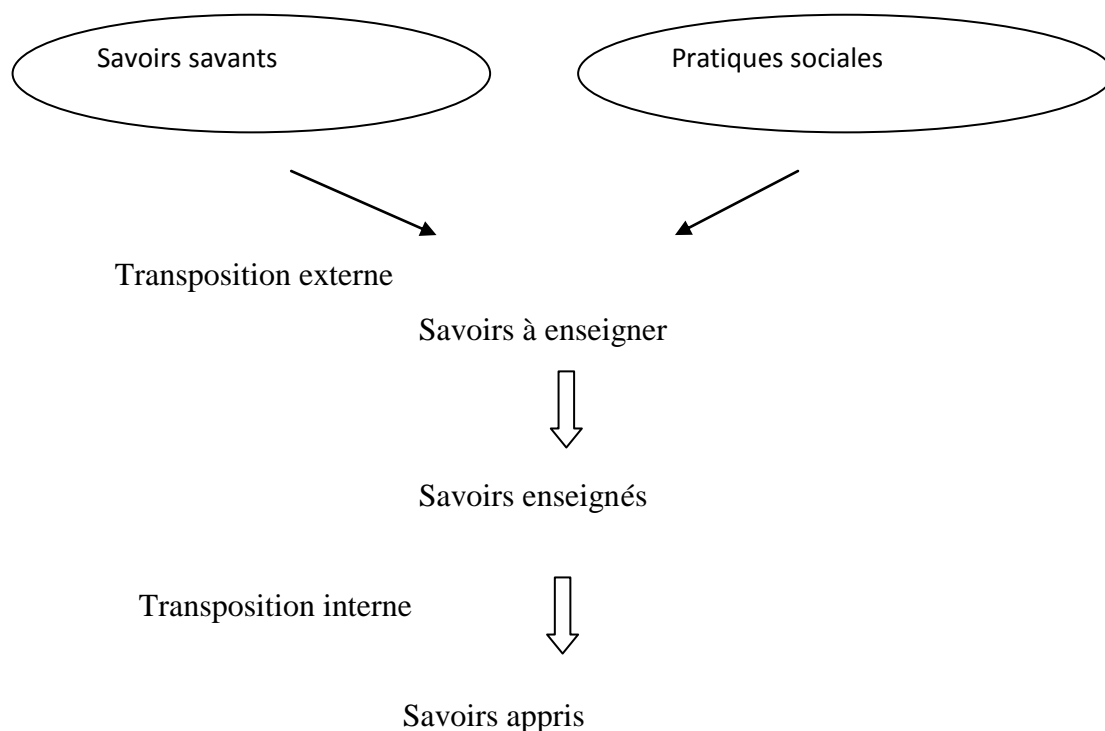 Savoirs savants
Pratiques sociales
Transposition externe
Savoirs à enseigner
Savoirs enseignés
Transposition interne
Savoirs appris